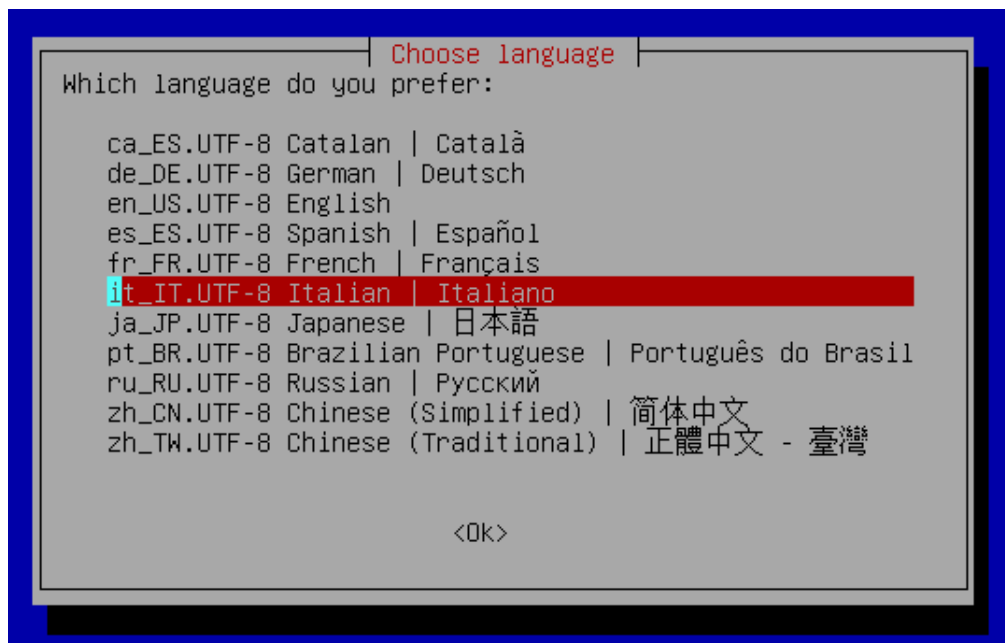 Choose language
Which language do you prefer:
ca_ES.UTF-8 Catalan | Català
de_DE.UTF-8 German | Deutsch
en_US.UTF-8 English
es_ES.UTF-8 Spanish | Español
fr_FR.UTF-8 French | Français
it_IT.UTF-8 Italian | Italiano
ja_JP.UTF-8 Japanese | 日本語
pt_BR.UTF-8 Brazilian Portuguese | Português do Brasil
ru_RU.UTF-8 Russian | Русский
zh_CN.UTF-8 Chinese (Simplified) | 简体中文
zh_TW.UTF-8 Chinese (Traditional) | 正體中文 - 臺灣
<Ok>